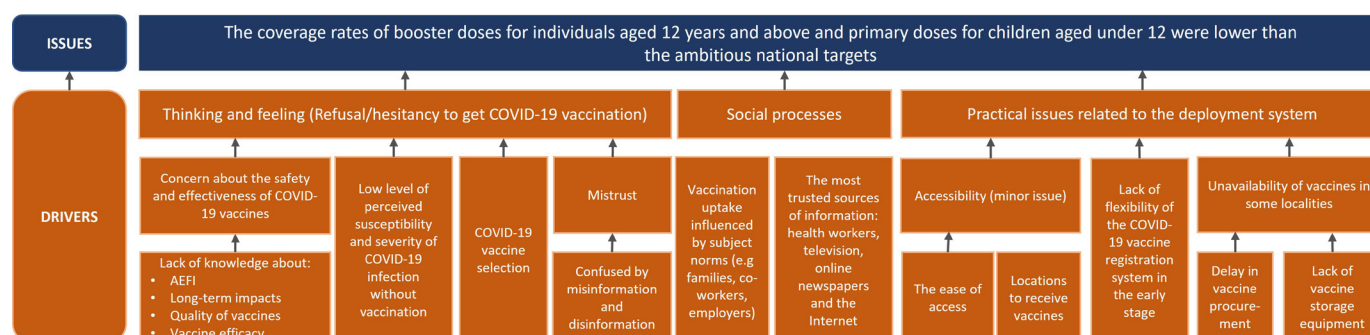 ISSUES
The coverage rates of booster doses for individuals aged 12 years and above and primary doses for children aged under 12 were lower than
the ambitious national targets
DRIVERS
Thinking and feeling (Refusal/hesitancy to get COVID-19 vaccination)
Social processes
Practical issues related to the deployment system
Concern about the safety
and effectiveness of COVID-
19 vaccines
Lack of knowledge about:
• AEFI
• Long-term impacts
• Quality of vaccines
• Vaccine efficacy
Low level of
perceived
susceptibility
and severity of
COVID-19
infection
without
vaccination
COVID-19
vaccine
selection
Mistrust
Confused by
misinformation
and
disinformation
Vaccination
uptake
influenced
by subject
norms (e.g
families, co-
workers,
employers)
The most
trusted sources
of information:
health workers,
television,
online
newspapers
and the
Internet
Accessibility (minor issue)
The ease of
access
Locations
to receive
vaccines
Lack of
flexibility of
the COVID-
19 vaccine
registration
system in
the early
stage
Unavailability of vaccines in
some localities
Delay in
vaccine
procure-
ment
Lack of
vaccine
storage
equipment